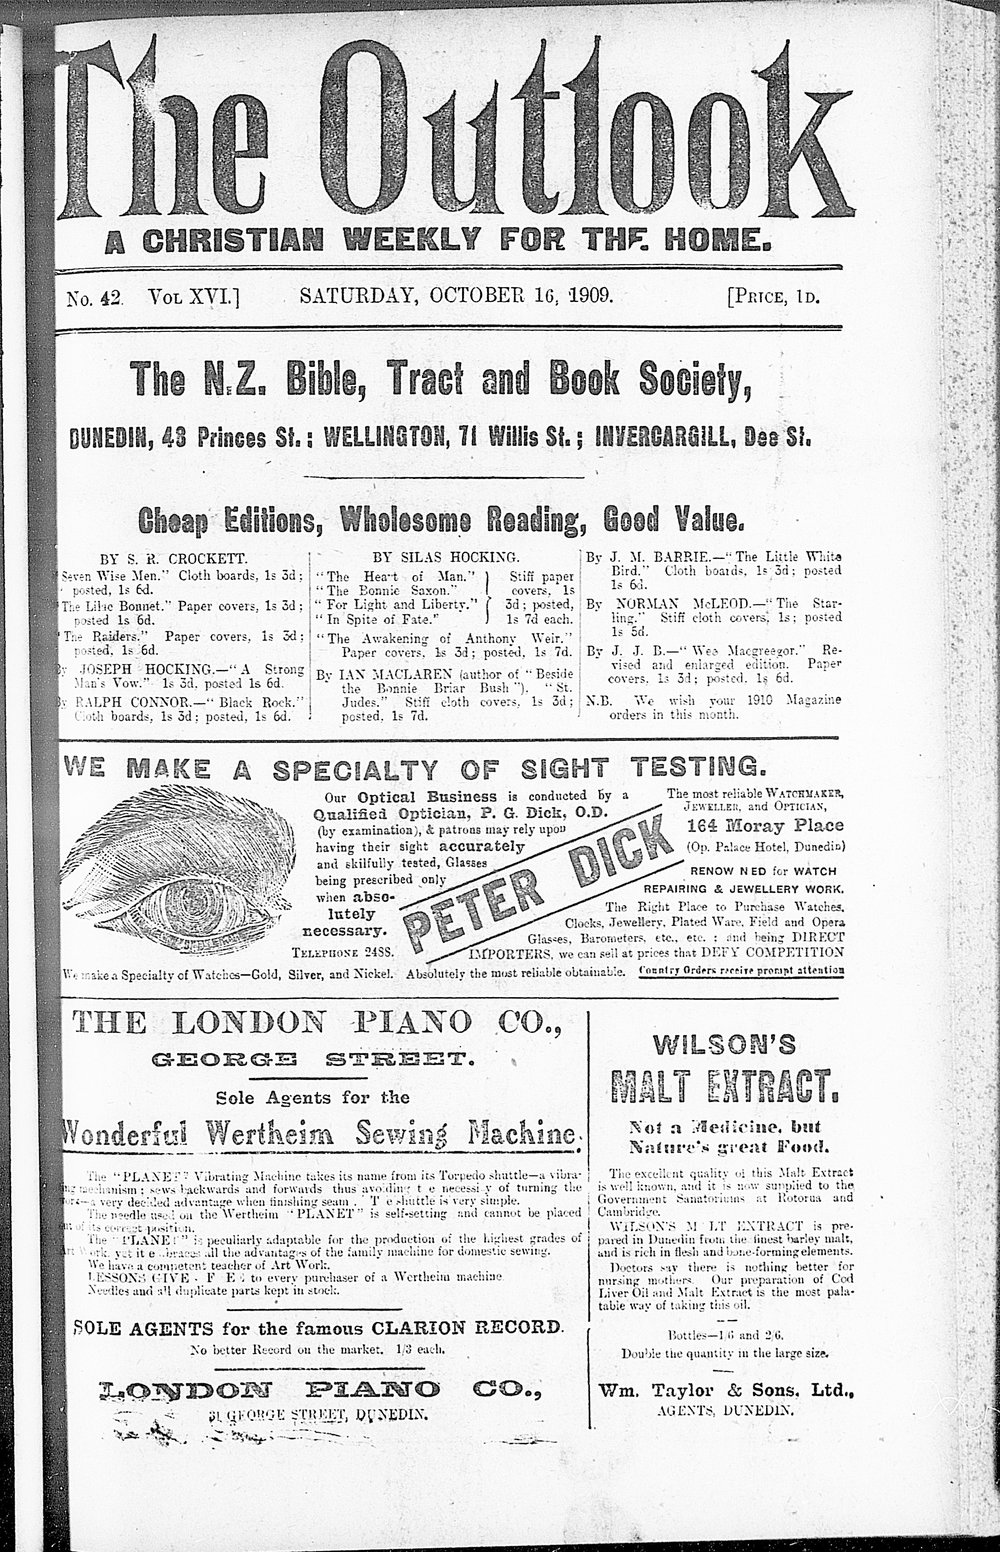 The Outlook
A CHRISTIAN WEEKLY FOR THE HOME.
No. 42. Vol XVI.]
SATURDAY, OCTOBER 16, 1909.
[Price, 1d.
The N.Z. Bible, Tract and Book Society,
DUNEDIN, 43 Princes St.; WELLINGTON, 71 Willis St.; INVERCARGILL, Dee St.
Cheap Editions, Wholesome Reading, Good Value.
BY S. R. CROCKETT.
Seven Wise Men." Cloth boards, 1s 3d;
posted, 1s 6d.
"The Lilac Bonnet." Paper covers, 1s 3d;
posted 1s 6d.
"The Raiders." Paper covers, 1s 3d;
posted, 1s 6d.
By JOSEPH HOCKING.—"A Strong
Man's Vow." 1s 3d, posted 1s 6d.
By RALPH CONNOR.—"Black Rock."
Cloth boards, 1s 3d; posted, 1s 6d.
BY SILAS HOCKING.
"The Heart of Man." } Stiff paper
"The Bonnie Saxon." } covers, 1s
"For Light and Liberty." } 3d; posted,
"In Spite of Fate." } 1s 7d each.
"The Awakening of Anthony Weir."
Paper covers, 1s 3d; posted, 1s 7d.
By IAN MACLAREN (author of "Beside
the Bonnie Briar Bush"). "St.
Judes." Stiff cloth covers, 1s 3d;
posted, 1s 7d.
By J. M. BARRIE.—"The Little White
Bird." Cloth boards, 1s 3d; posted
1s 6d.
By NORMAN McLEOD.—"The Star-
ling." Stiff cloth covers, 1s; posted
1s 5d.
By J. J. B.—"Wee Macgreegor." Re-
vised and enlarged edition. Paper
covers, 1s 3d; posted, 1s 6d.
N.B. We wish your 1910 Magazine
orders in this month.
WE MAKE A SPECIALTY OF SIGHT TESTING.
Our Optical Business is conducted by a
Qualified Optician, P. G. Dick, O.D.
(by examination), & patrons may rely upon
having their sight accurately
and skilfully tested, Glasses
being prescribed only
when abso-
lutely
necessary.
Telephone 2488.
PETER DICK
The most reliable Watchmaker,
Jeweller, and Optician,
164 Moray Place
(Op. Palace Hotel, Dunedin)
RENOW N ED for WATCH
REPAIRING & JEWELLERY WORK.
The Right Place to Purchase Watches,
Clocks, Jewellery, Plated Ware, Field and Opera
Glasses, Barometers, etc., etc.; and being DIRECT
IMPORTERS, we can sell at prices that DEFY COMPETITION
We make a Specialty of Watches—Gold, Silver, and Nickel. Absolutely the most reliable obtainable. Country Orders receive prompt attention
THE LONDON PIANO CO.,
GEORGE STREET.
Sole Agents for the
Wonderful Wertheim Sewing Machine.
The "PLANET" Vibrating Machine takes its name from its Torpedo shuttle—a vibra-
ting mechanism; sews backwards and forwards thus avoiding t e necessi y of turning the
—a very decided advantage when finishing seam. T e shuttle is very simple.
The needle used on the Wertheim "PLANET" is self-setting and cannot be placed
out of its correct position.
The "PLANET" is peculiarly adaptable for the production of the highest grades of
Art Work, yet it e braces all the advantages of the family machine for domestic sewing.
We have a competent teacher of Art Work.
LESSONS GIVE F E to every purchaser of a Wertheim machine
Needles and all duplicate parts kept in stock.
SOLE AGENTS for the famous CLARION RECORD.
No better Record on the market. 1/3 each.
LONDON PIANO CO.,
31 GEORGE STREET, DUNEDIN.
WILSON'S
MALT EXTRACT.
Not a Medicine, but
Nature's great Food.
The excellent quality of this Malt Extract
is well known, and it is now supplied to the
Government Sanatoriums at Rotorua and
Cambridge.
WILSON'S M LT EXTRACT is pre-
pared in Dunedin from the finest barley malt,
and is rich in flesh and bone-forming elements.
Doctors say there is nothing better for
nursing mothers. Our preparation of Cod
Liver Oil and Malt Extract is the most pala-
table way of taking this oil.
Bottles—1/6 and 2/6.
Double the quantity in the large size.
Wm. Taylor & Sons, Ltd.,
AGENTS, DUNEDIN.